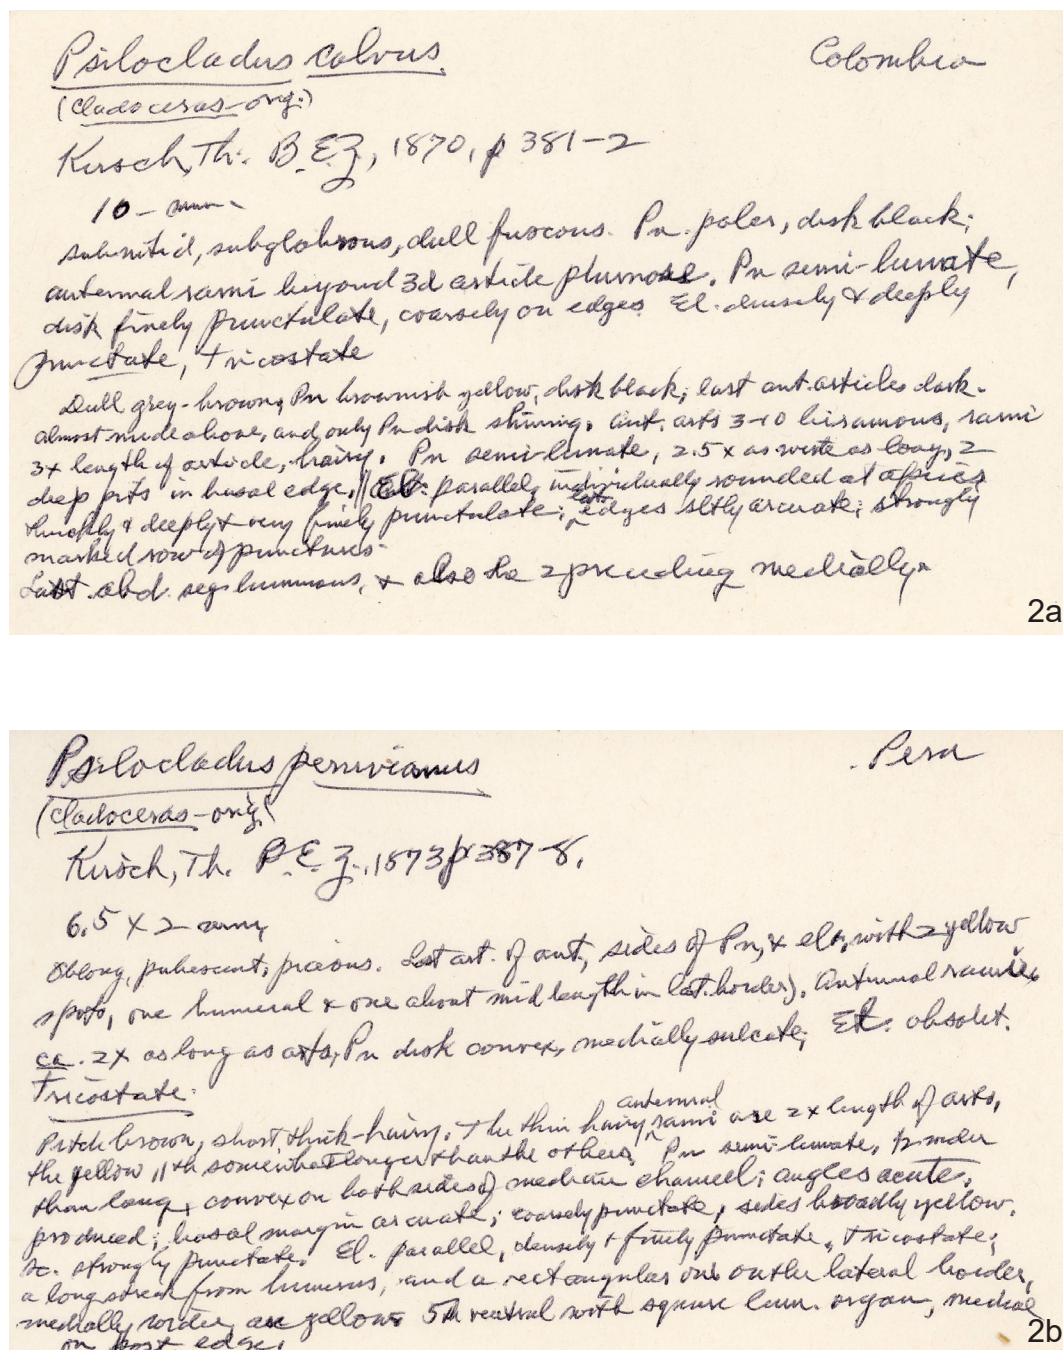 Psilocladus calvus Colombia
(Cladoceras - orig.)
Kirsch, Th. B.E.Z., 1870, p 381-2
10 - mm
subnitid, subglabrous, dull fuscous. Pn. paler, disk black;
antennal rami beyond 3d article plumose. Pn semi-lunate,
disk finely punctulate, coarsely on edges El. densely & deeply
punctate, tricostate
Dull grey-brown, Pn brownish yellow, disk black; last ant. articles dark.
almost nude above, and only Pn disk shining. Ant. arts 3-10 biramous, rami
3x length of article, hairy. Pn semi-lunate, 2.5x as wide as long, 2
deep pits in basal edge, El. parallel, individually rounded at apices
thickly & deeply & very finely punctulate; lat. edges sltly arcuate; strongly
marked row of punctures.
Last abd. seg. luminous, & also the 2 preceding medially.
2a
Psilocladus peruvianus Peru
(Cladoceras - orig.)
Kirsch, Th. B.E.Z., 1873 p 387-8.
6.5 x 2 mm,
Oblong, pubescent, piceous. Last art. of ant., sides of Pn, & el., with 2 yellow
spots, one humeral & one about mid length in lat. border). Antennal ramis
ca. 2x as long as arts, Pn disk convex, medially sulcate, El. obsolet.
tricostate.
Pitch brown, short thick-hairy. The thin hairy antennal rami are 2x length of arts,
the yellow 11th somewhat longer than the others. Pn semi-lunate,
than long, convex on both sides of median channel; angles acute,
produced; basal margin arcuate; coarsely punctate, sides broadly yellow.
Sc. strongly punctate. El. parallel, densely & finely punctate, tricostate;
a long streak from humerus, and a rectangular one on the lateral border,
medially are yellow. 5th ventral with square lum. organ, medial
on post edge.
2b